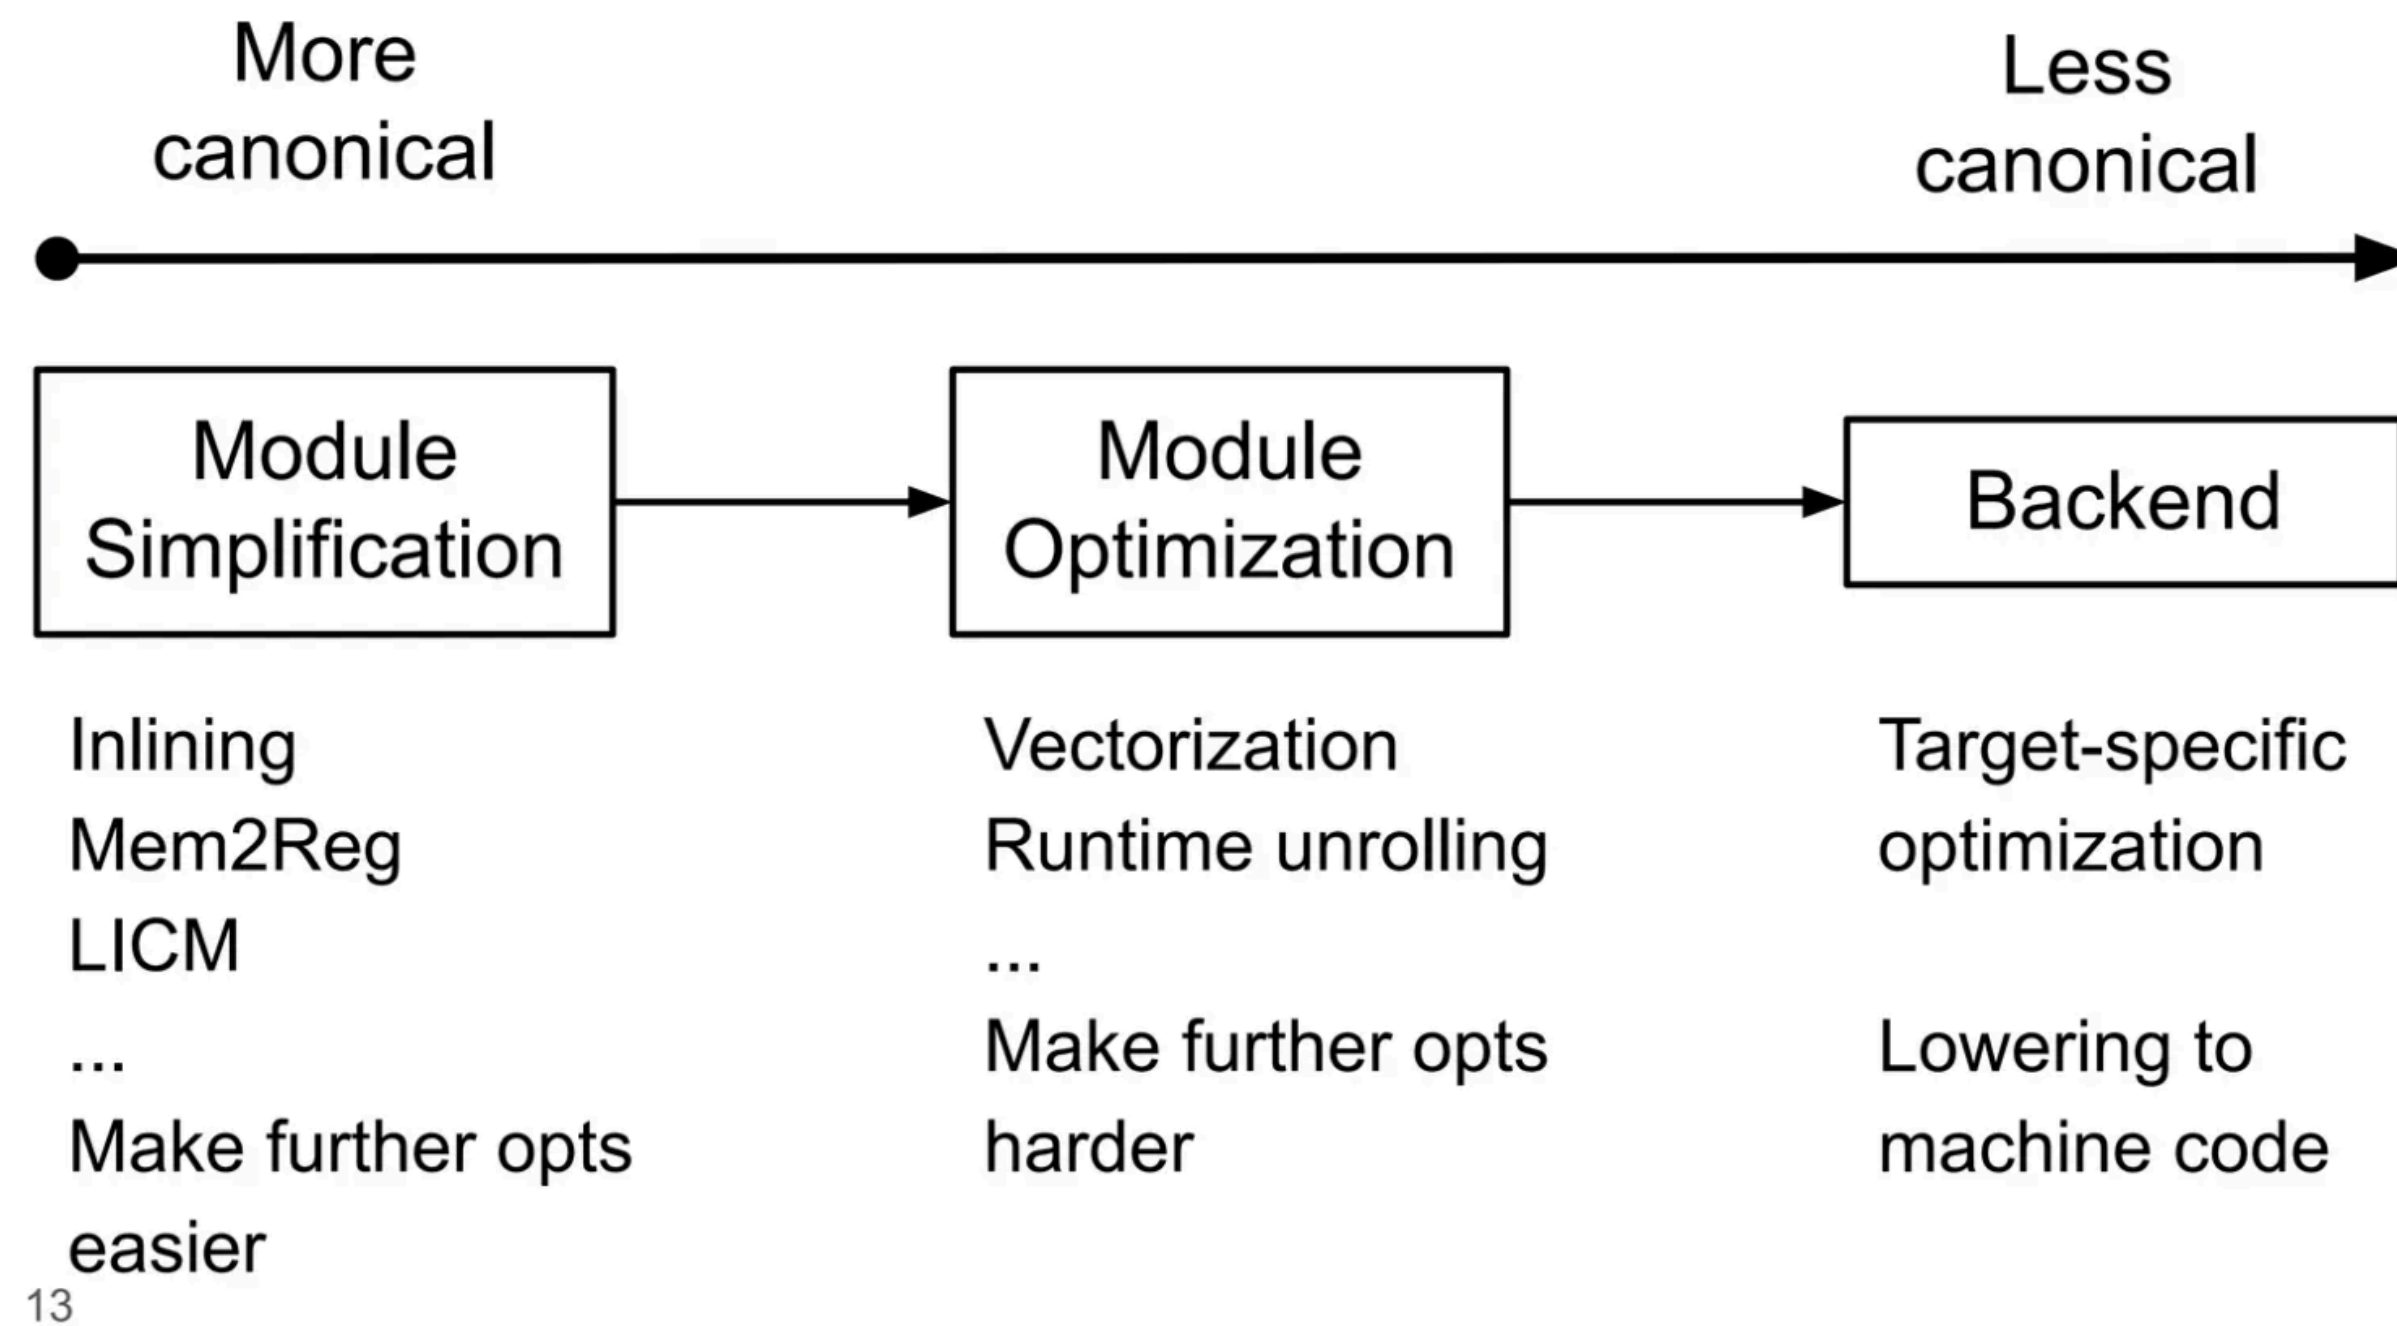 More
canonical
Less
canonical
Module
Simplification
Module
Optimization
Backend
Inlining
Mem2Reg
LICM
...
Make further opts
easier
Vectorization
Runtime unrolling
...
Make further opts
harder
Target-specific
optimization
Lowering to
machine code
13